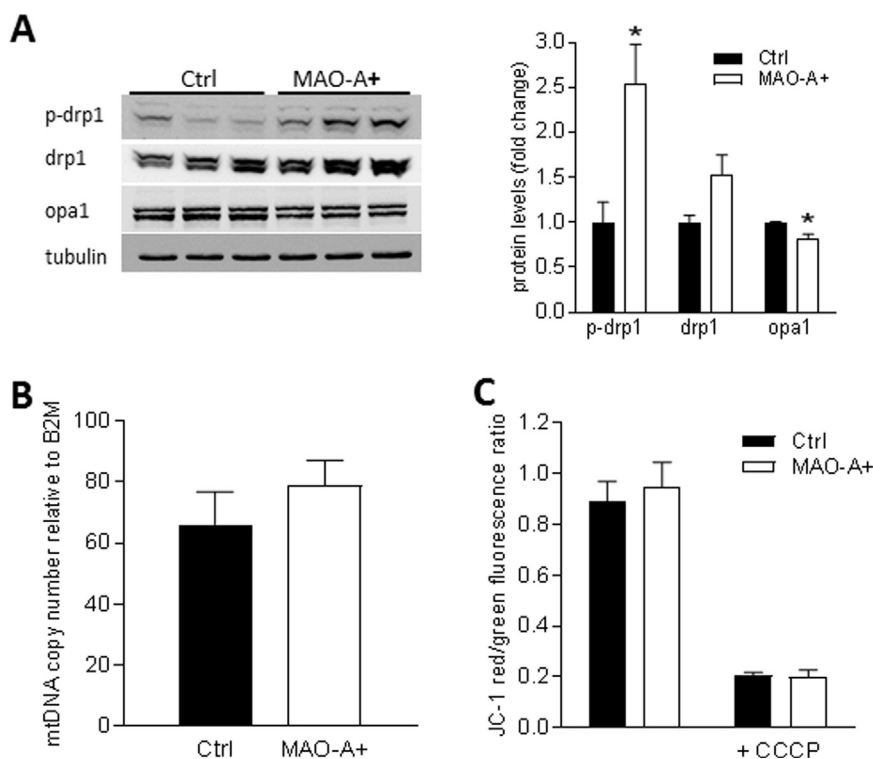 A
Ctrl MAO-A+
p-drp1
drp1
opa1
tubulin
protein levels (fold change)
3.0
2.5
2.0
1.5
1.0
0.5
0.0
*
*
Ctrl
MAO-A+
p-drp1 drp1 opa1
B
mtDNA copy number relative to B2M
100
80
60
40
20
0
Ctrl MAO-A+
C
JC-1 red/green fluorescence ratio
1.2
1.0
0.8
0.6
0.4
0.2
0.0
Ctrl
MAO-A+
+ CCCP